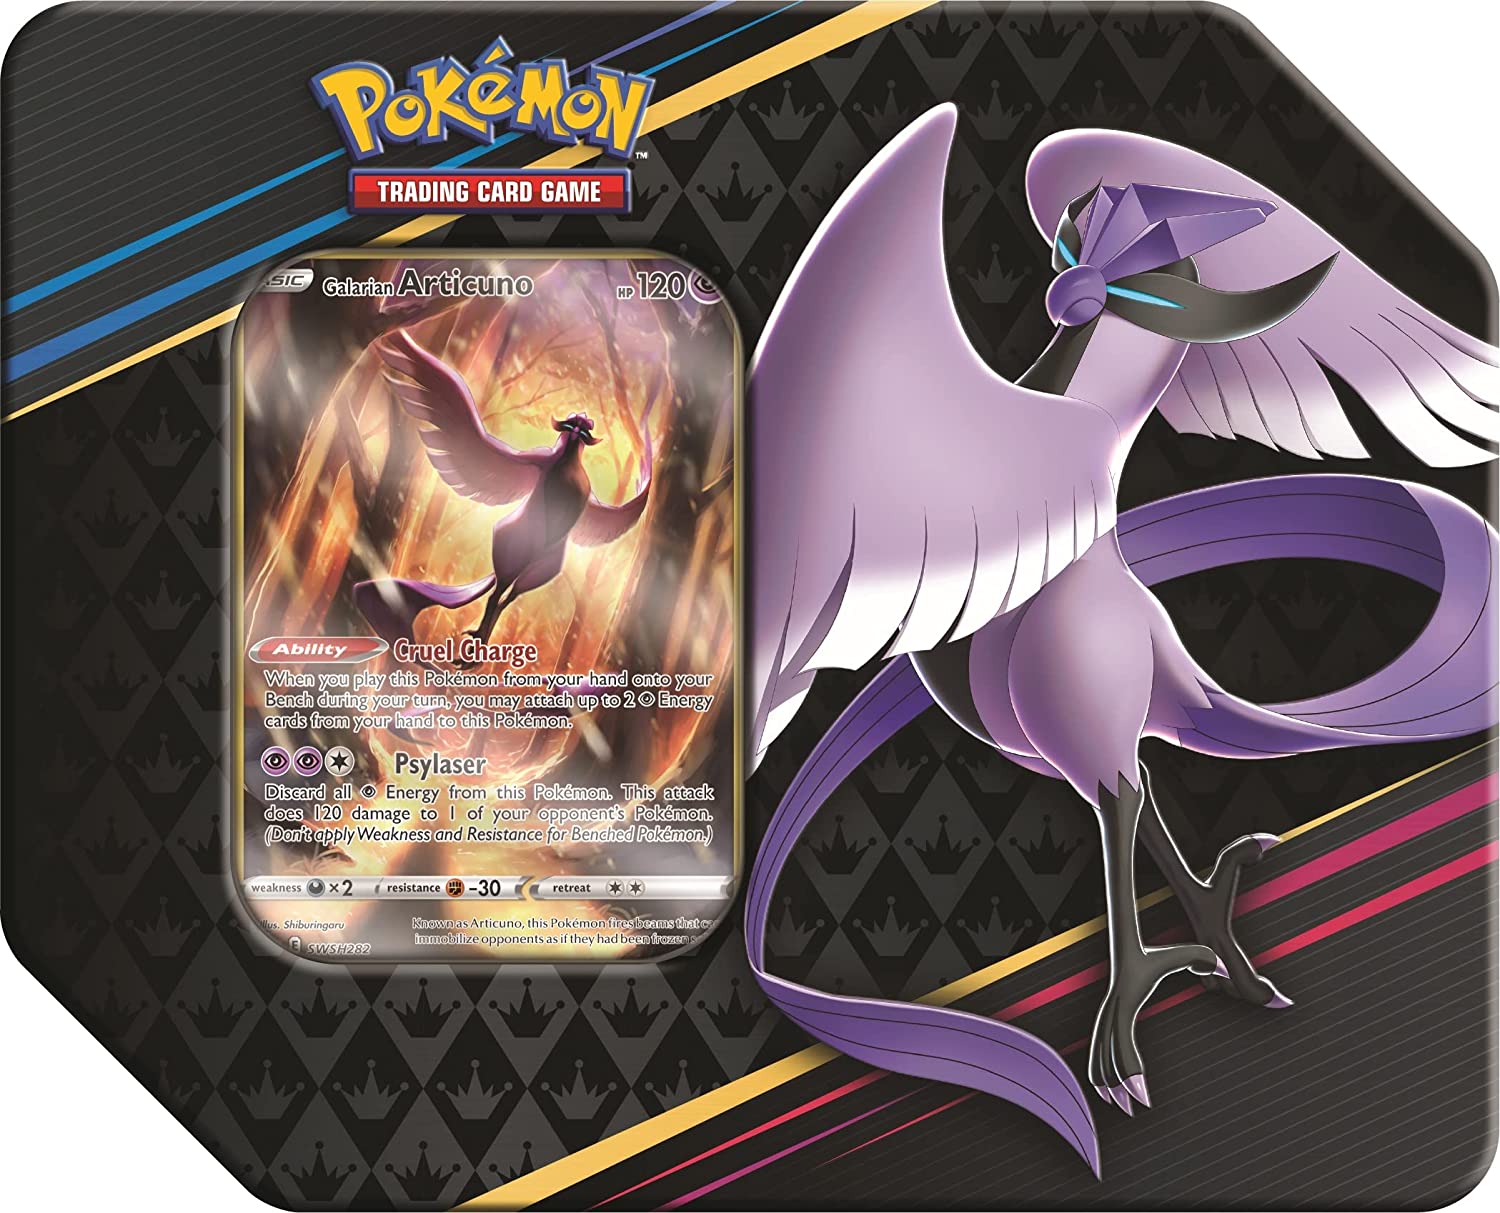 POKéMON
TM
TRADING CARD GAME
Galarian Articuno HP 120
Ability Cruel Charge
When you play this Pokémon from your hand onto your
Bench during your turn, you may attach up to 2 Energy
cards from your hand to this Pokémon.
Psylaser
Discard all Energy from this Pokémon. This attack
does 120 damage to 1 of your opponent's Pokémon.
(Don't apply Weakness and Resistance for Benched Pokémon.)
weakness ×2 resistance -30 retreat
Shiburingaru
Known as Articuno, this Pokémon fires beams that
immobilize opponents as if they had been frozen
E SWSH282